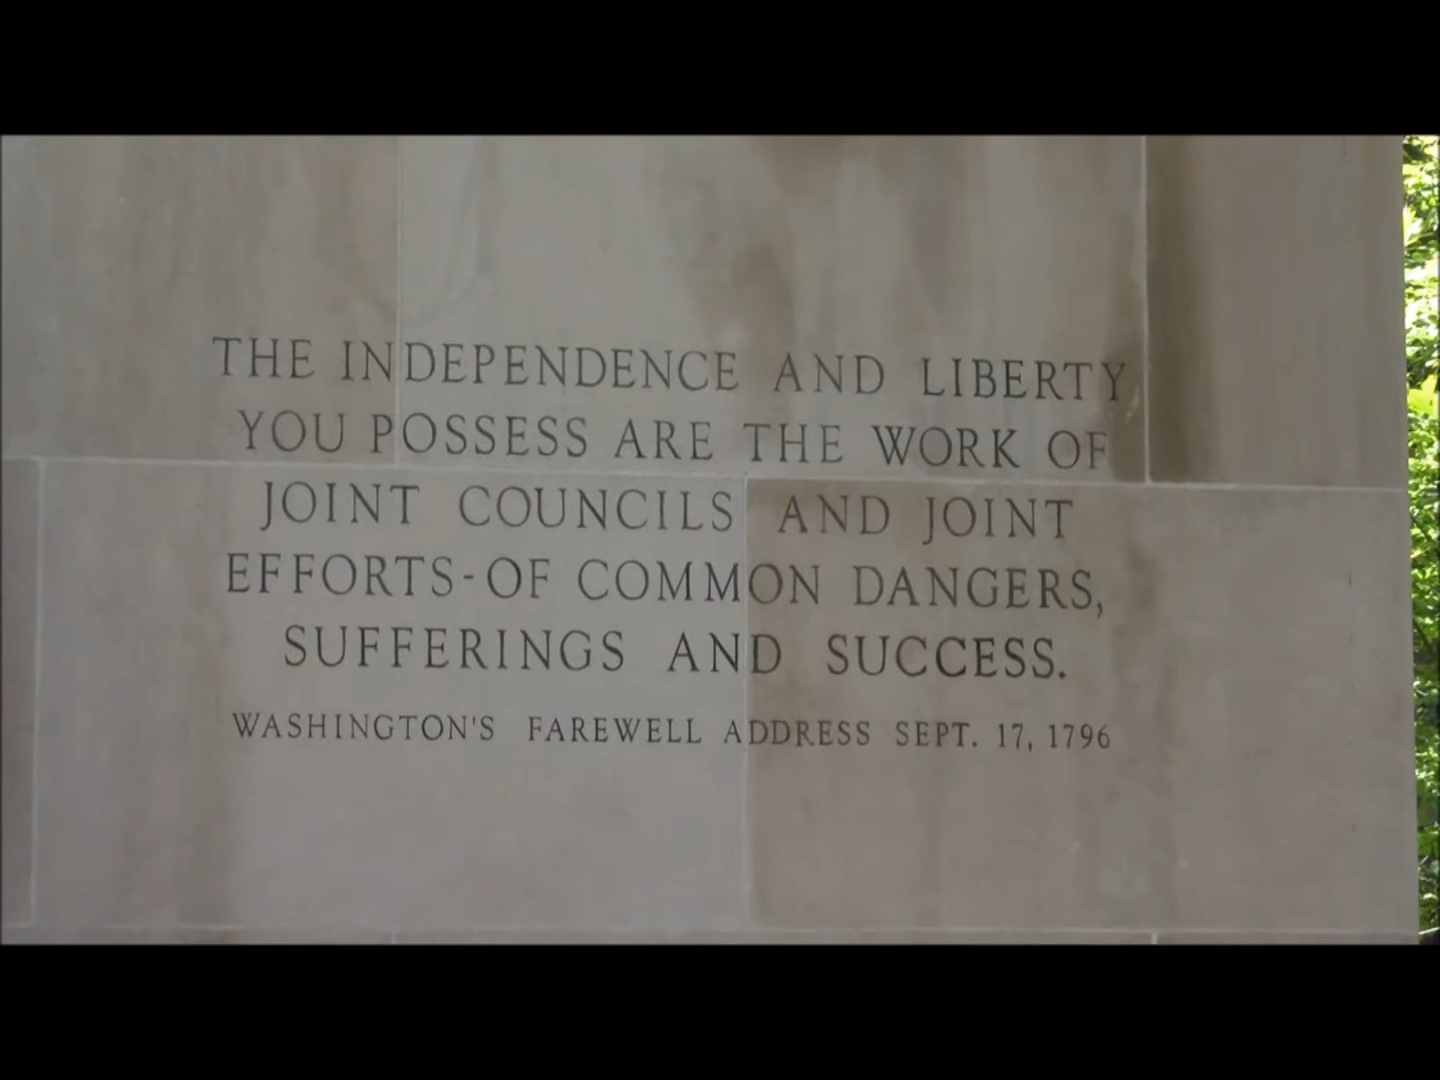 THE INDEPENDENCE AND LIBERTY
YOU POSSESS ARE THE WORK OF
JOINT COUNCILS AND JOINT
EFFORTS-OF COMMON DANGERS,
SUFFERINGS AND SUCCESS.
WASHINGTON'S FAREWELL ADDRESS SEPT. 17, 1796